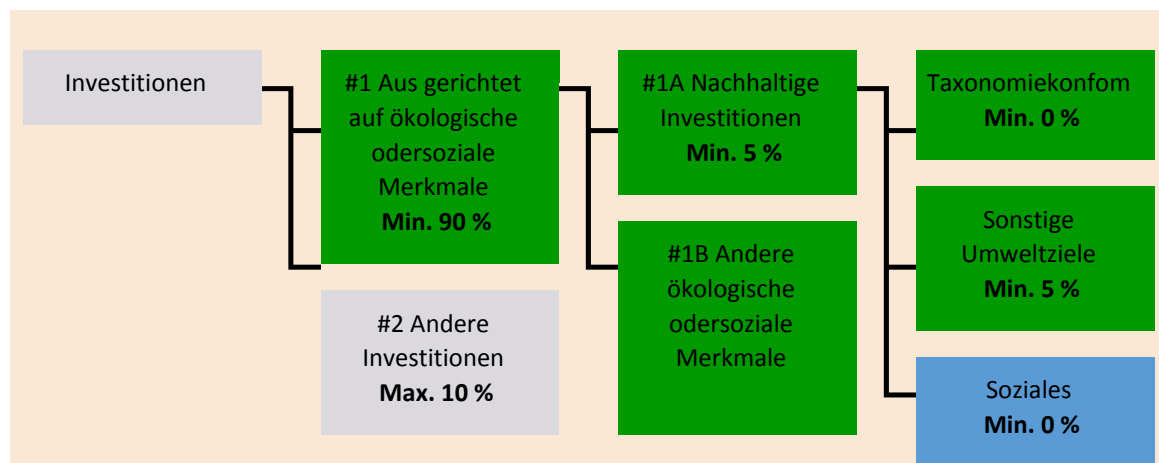 Investitionen
#1 Aus gerichtet
auf ökologische
odersoziale
Merkmale
Min. 90 %
#2 Andere
Investitionen
Max. 10 %
#1A Nachhaltige
Investitionen
Min. 5 %
#1B Andere
ökologische
odersoziale
Merkmale
Taxonomiekonfom
Min. 0 %
Sonstige
Umweltziele
Min. 5 %
Soziales
Min. 0 %